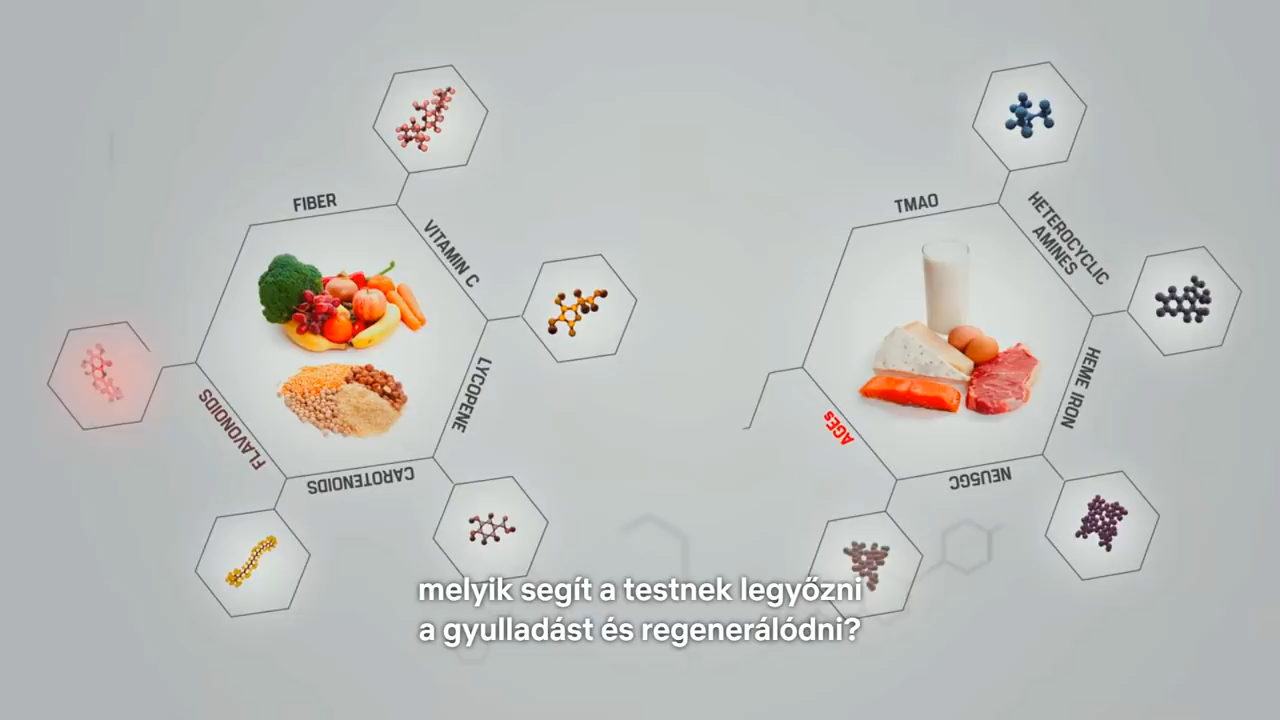 FIBER
VITAMIN C
LYCOPENE
CAROTENOIDS
FLAVONOIDS
TMAO
HETEROCYCLIC
AMINES
HEME IRON
NEU5GC
AGEs
melyik segít a testnek legyőzni
a gyulladást és regenerálódni?